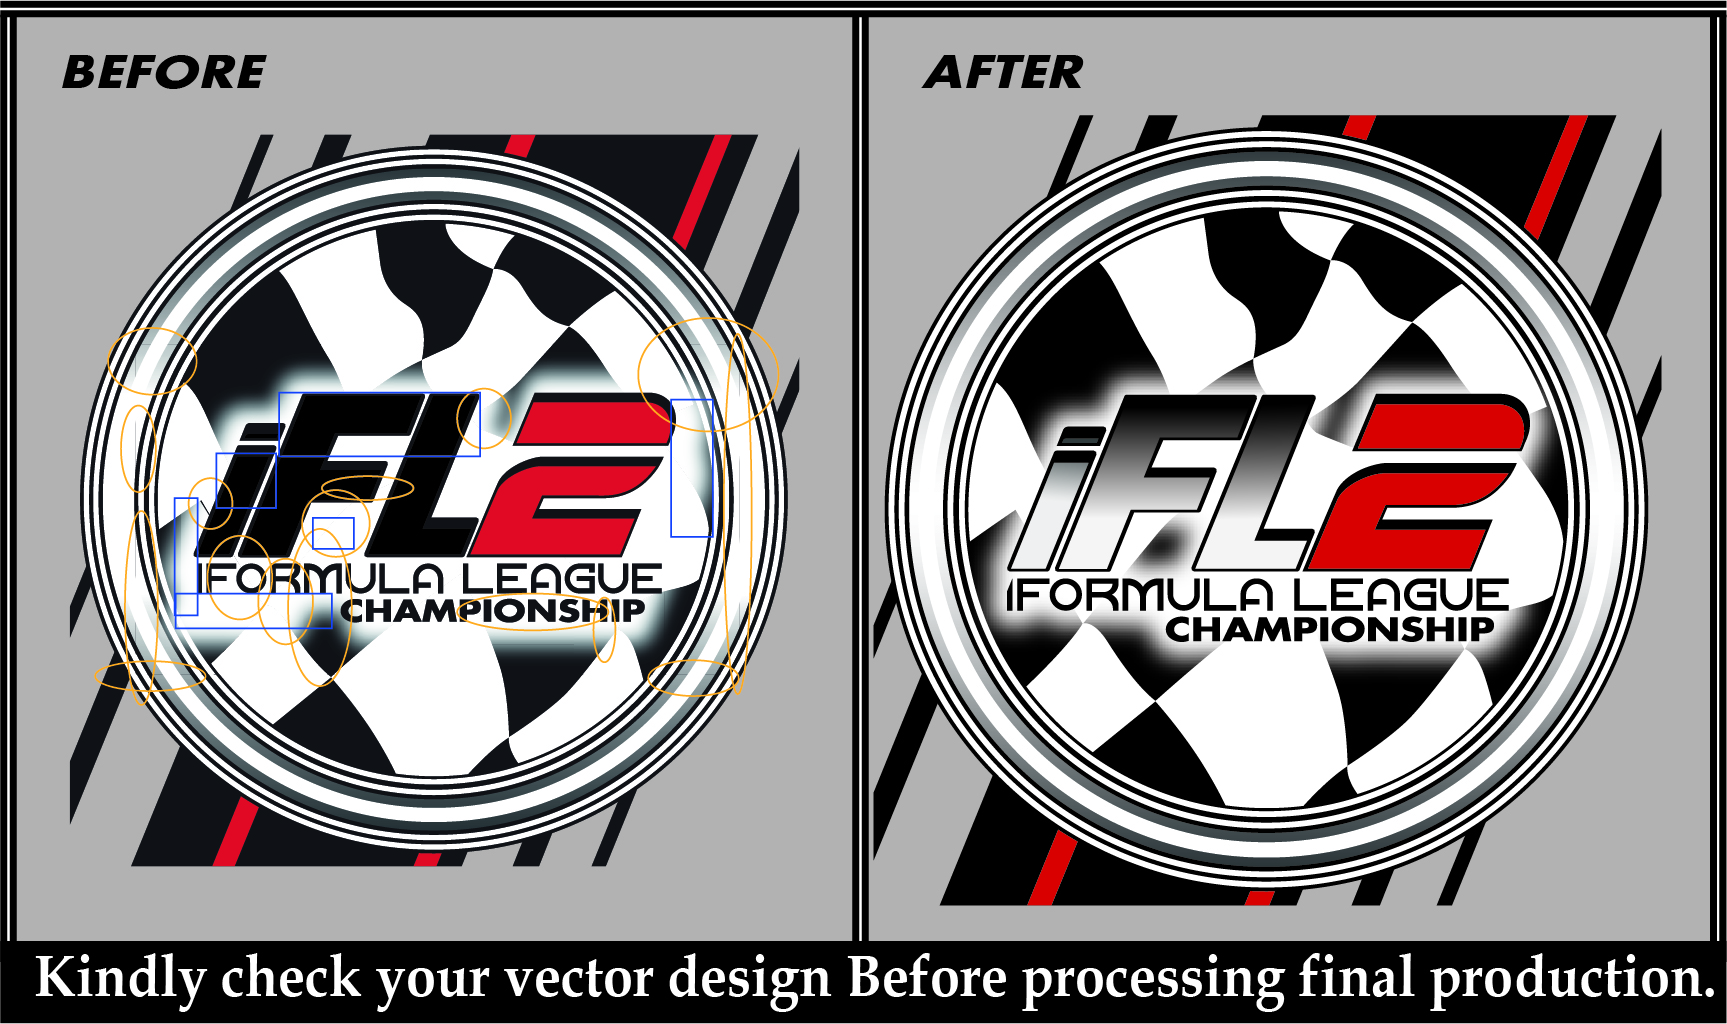 BEFORE
AFTER
iFL2
IFORMULA LEAGUE
CHAMPIONSHIP
iFL2
IFORMULA LEAGUE
CHAMPIONSHIP
Kindly check your vector design Before processing final production.